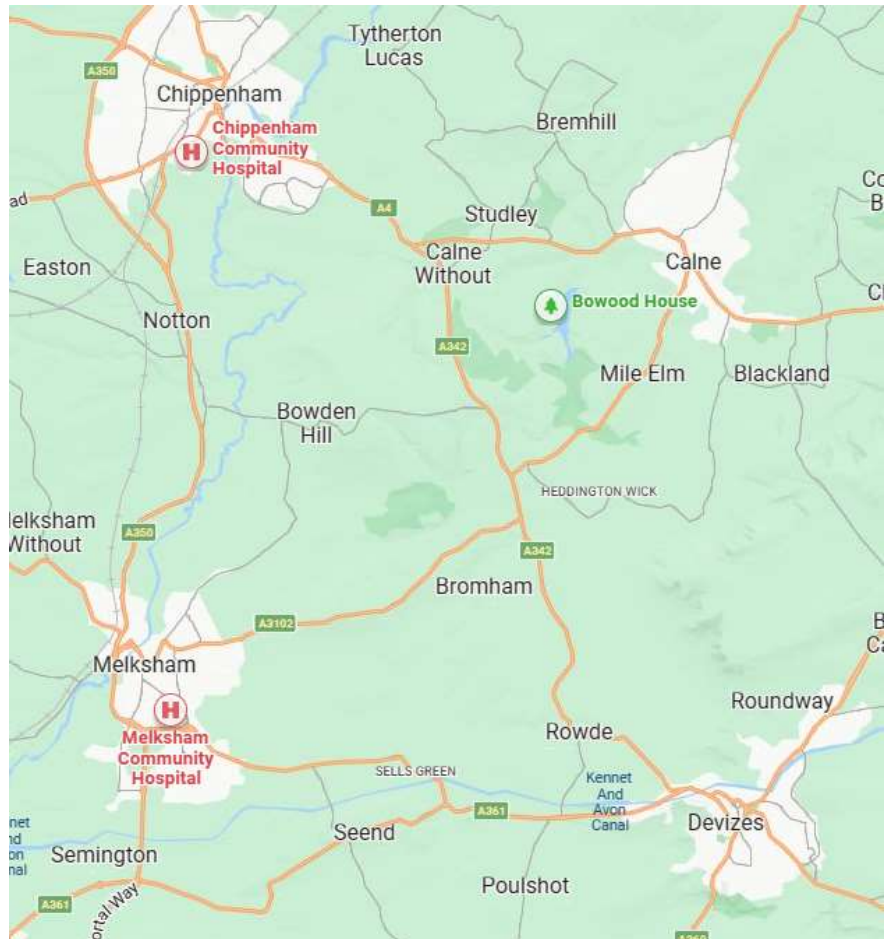 Tytherton
Lucas
A350
Chippenham
Bremhill
Chippenham
Community
Hospital
ad
A4
Studley
Calne
Without
Calne
Easton
Bowood House
Notton
A342
Mile Elm
Blackland
Bowden
Hill
HEDDINGTON WICK
Melksham
Without
A350
A342
Bromham
A3102
Melksham
Roundway
Rowde
Melksham
Community
Hospital
SELLS GREEN
Kennet
And
Avon
Canal
A361
Devizes
Seend
Semington
Poulshot
A361
A360